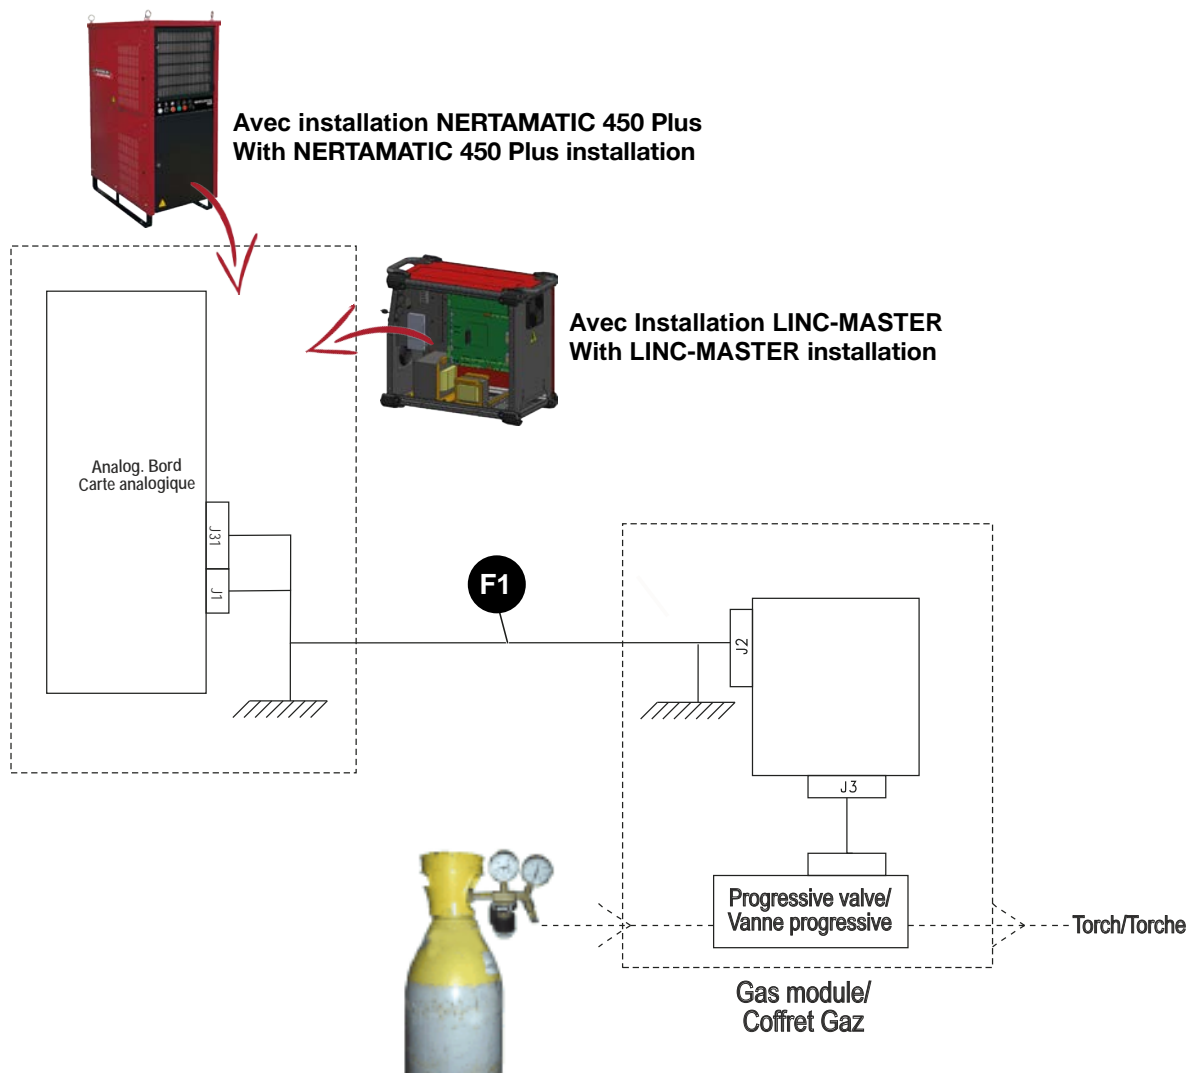 Avec installation NERTAMATIC 450 Plus
With NERTAMATIC 450 Plus installation
Avec Installation LINC-MASTER
With LINC-MASTER installation
Analog. Bord
Carte analogique
J31
J1
F1
J2
J3
Progressive valve/
Vanne progressive
Torch/Torche
Gas module/
Coffret Gaz